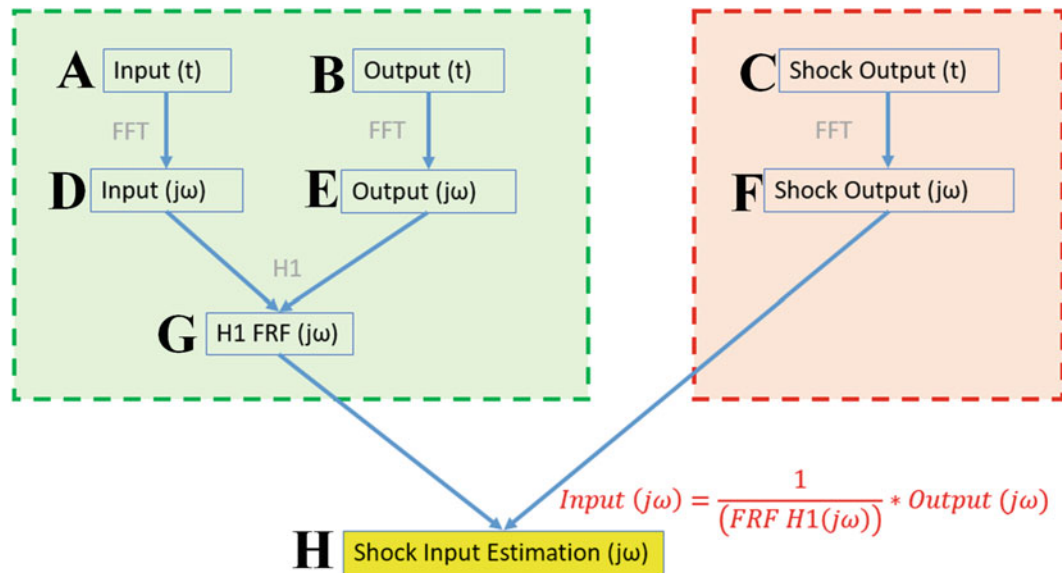 A Input (t)
B Output (t)
C Shock Output (t)
FFT
FFT
FFT
D Input (jω)
E Output (jω)
F Shock Output (jω)
H1
G H1 FRF (jω)
Input (jω) = 1 / (FRF H1(jω)) * Output (jω)
H Shock Input Estimation (jω)